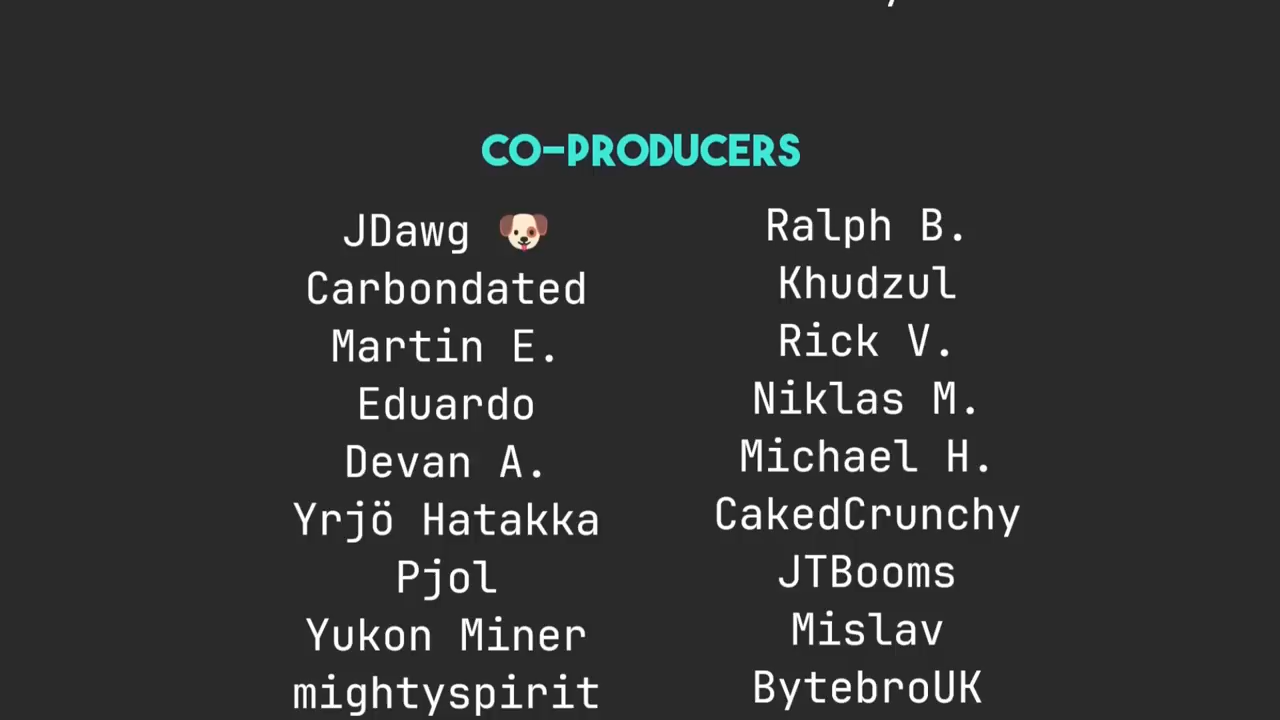 CO-PRODUCERS
JDawg 🐶
Carbondated
Martin E.
Eduardo
Devan A.
Yrjö Hatakka
Pjol
Yukon Miner
mightyspirit
Ralph B.
Khudzul
Rick V.
Niklas M.
Michael H.
CakedCrunchy
JTBooms
Mislav
BytebroUK